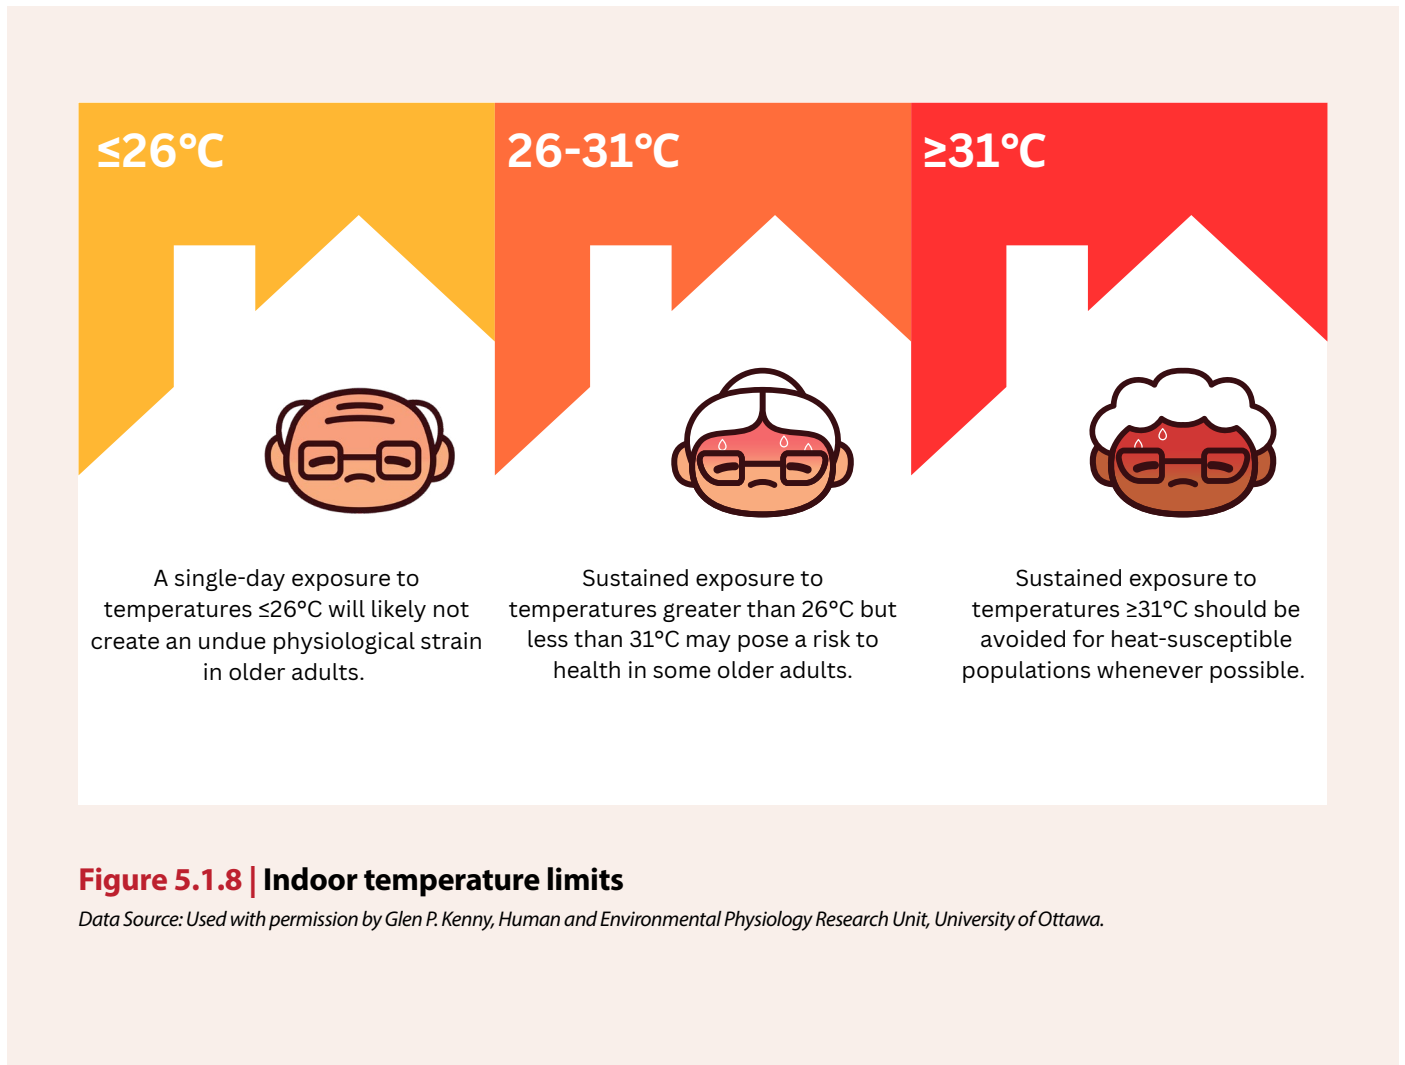 ≤26°C
A single-day exposure to
temperatures ≤26°C will likely not
create an undue physiological strain
in older adults.
26-31°C
Sustained exposure to
temperatures greater than 26°C but
less than 31°C may pose a risk to
health in some older adults.
≥31°C
Sustained exposure to
temperatures ≥31°C should be
avoided for heat-susceptible
populations whenever possible.
Figure 5.1.8 | Indoor temperature limits
Data Source: Used with permission by Glen P. Kenny, Human and Environmental Physiology Research Unit, University of Ottawa.